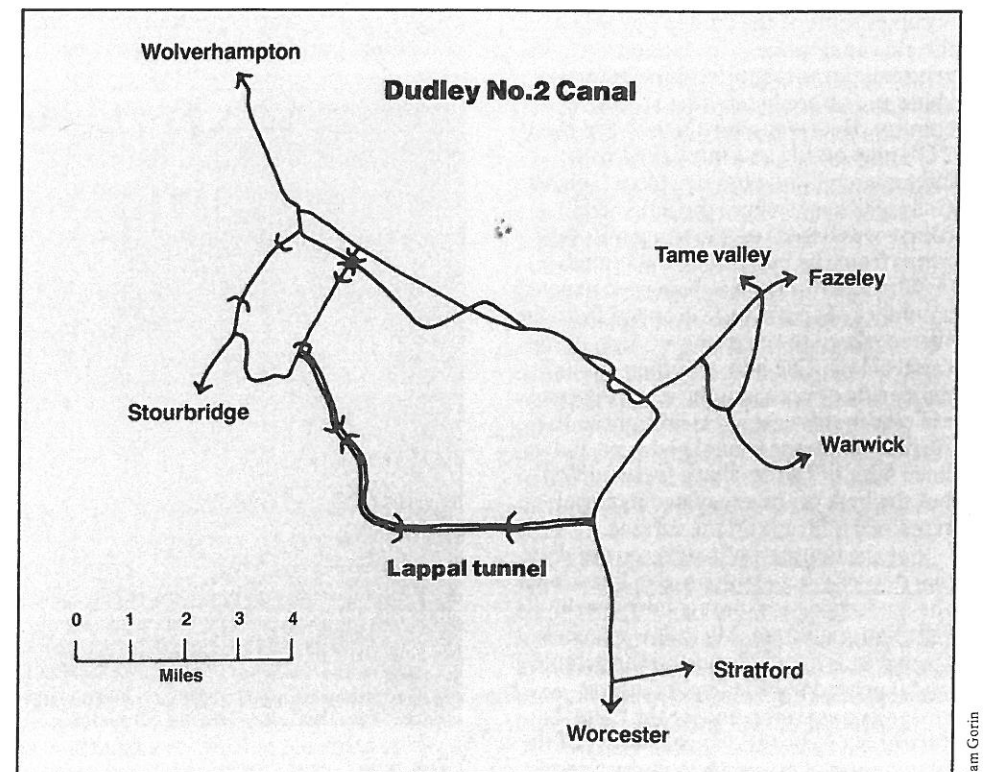 Wolverhampton
Dudley No.2 Canal
Tame valley
Fazeley
Stourbridge
Warwick
Lappal tunnel
0 1 2 3 4
Miles
Stratford
Worcester
am Gorin